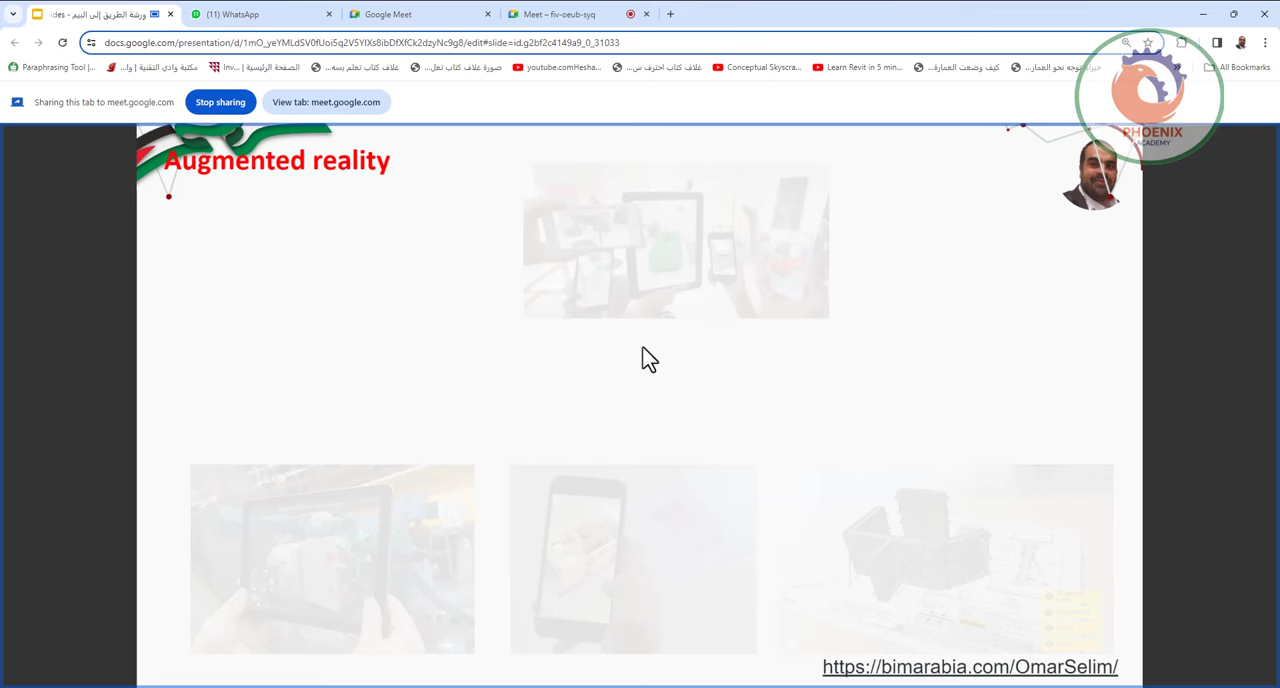 ورشة الطريق إلى البيم - ides
(11) WhatsApp
Google Meet
Meet – fiv-oeub-syq
docs.google.com/presentation/d/1mO_yeYMLdSV0fUoi5q2V5YIXs8ibDfXfCk2dzyNc9g8/edit#slide=id.g2bf2c4149a9_0_31033
Paraphrasing Tool |...
مكتبة وادي التقنية | وا...
الصفحة الرئيسية | Inv...
غلاف كتاب تعلم بسه...
صورة غلاف كتاب تعل...
youtube.comHesha...
غلاف كتاب احترف س...
Conceptual Skyscra...
Learn Revit in 5 min...
كيف وضعت العمارة...
توجه نحو العمار...
»
All Bookmarks
Sharing this tab to meet.google.com
Stop sharing
View tab: meet.google.com
PHOENIX
ACADEMY
Augmented reality
https://bimarabia.com/OmarSelim/